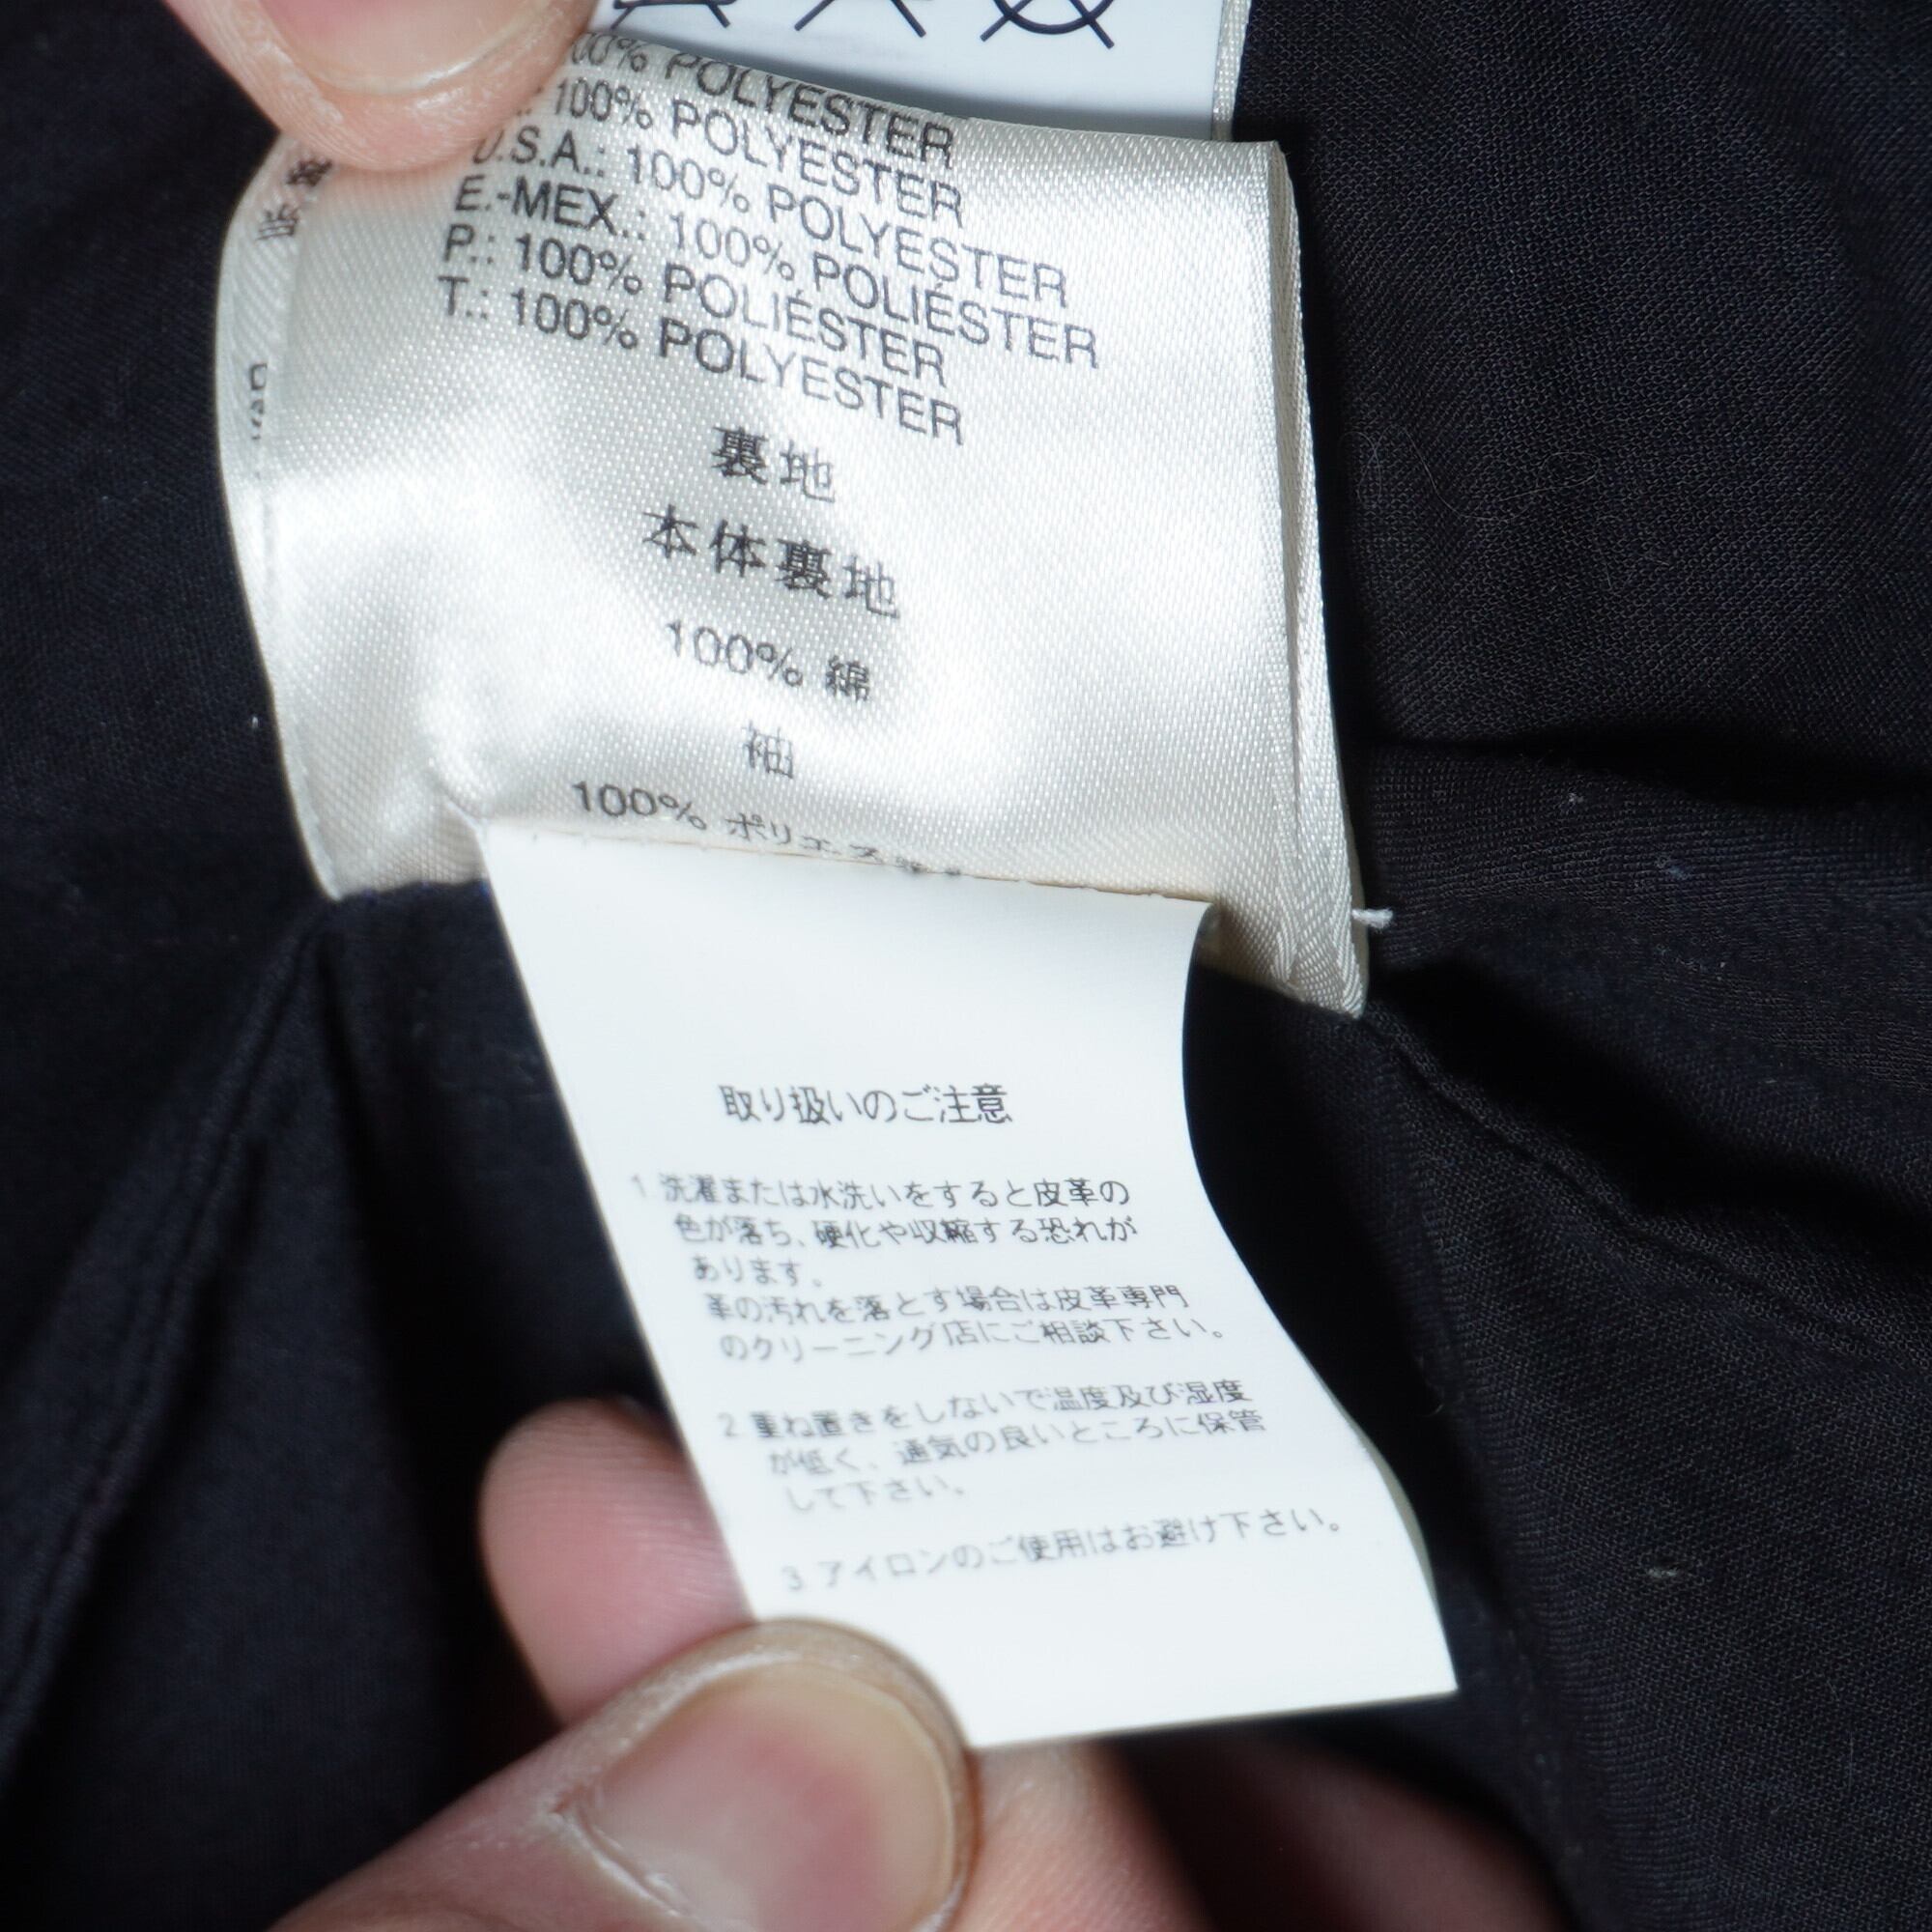 00% POLYESTER
100% POLYESTER
U.S.A.: 100% POLYESTER
E.-MEX.: 100% POLIÉSTER
P.: 100% POLIÉSTER
T.: 100% POLYESTER
裏地
本体裏地
100% 綿
袖
100% ポリエス
取り扱いのご注意
1 洗濯または水洗いをすると皮革の
色が落ち、硬化や収縮する恐れが
あります。
革の汚れを落とす場合は皮革専門
のクリーニング店にご相談下さい。
2 重ね置きをしないで温度及び湿度
が低く、通気の良いところに保管
して下さい。
3 アイロンのご使用はお避け下さい。